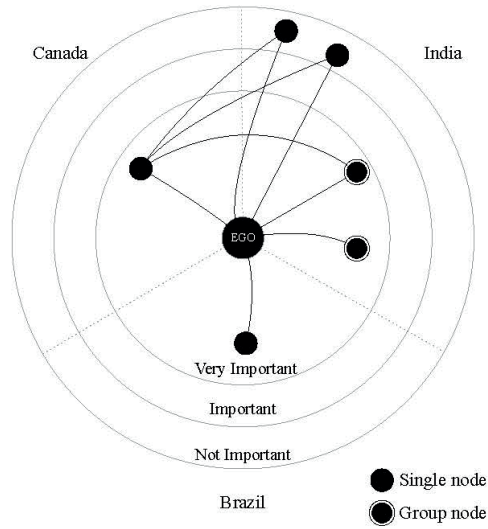 Canada
India
EGO
Very Important
Important
Not Important
Brazil
Single node
Group node